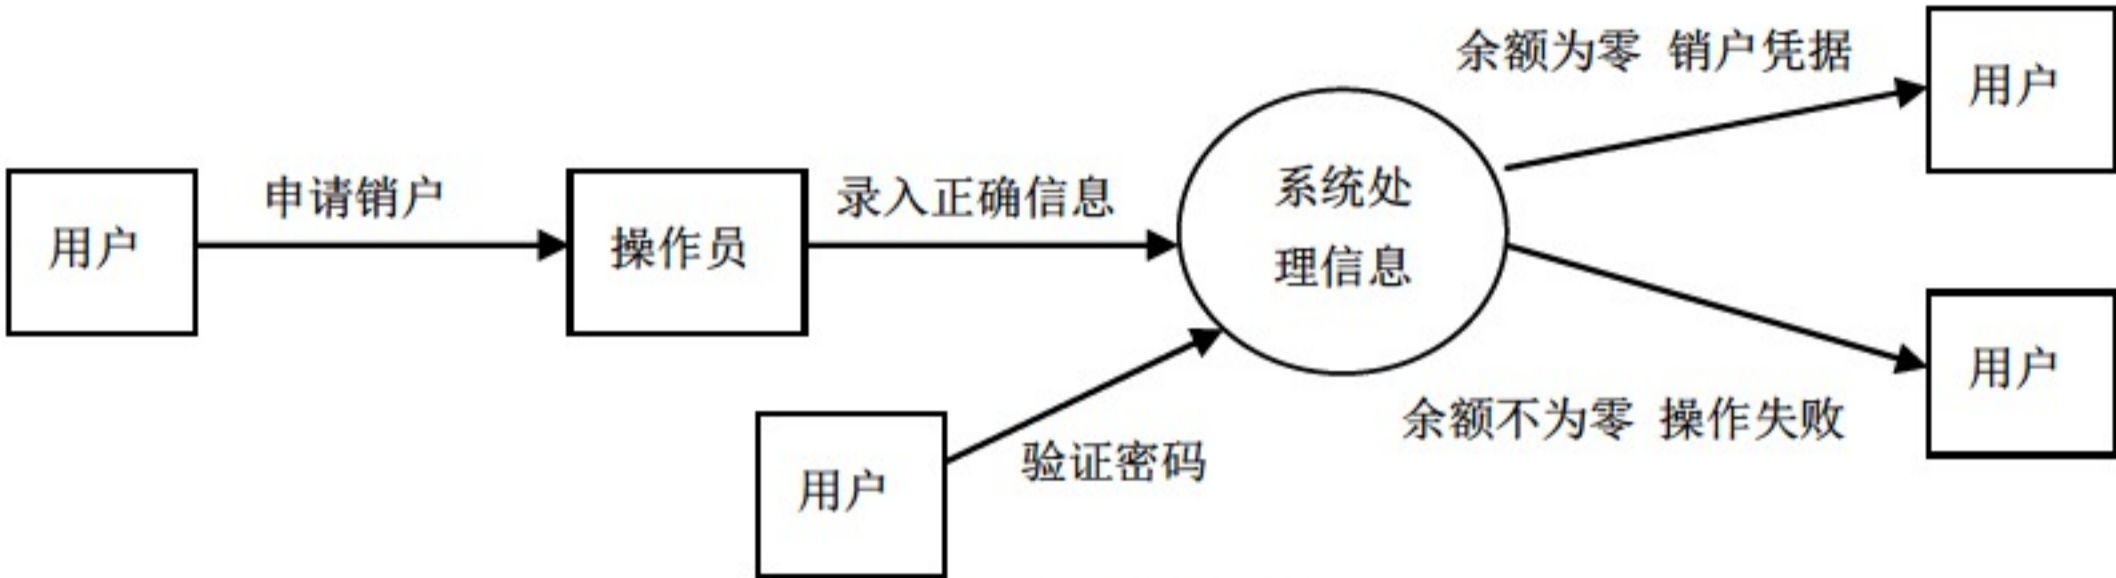 余额为零 销户凭据
用户
申请销户
录入正确信息
系统处
理信息
用户
操作员
用户
余额不为零 操作失败
验证密码
用户